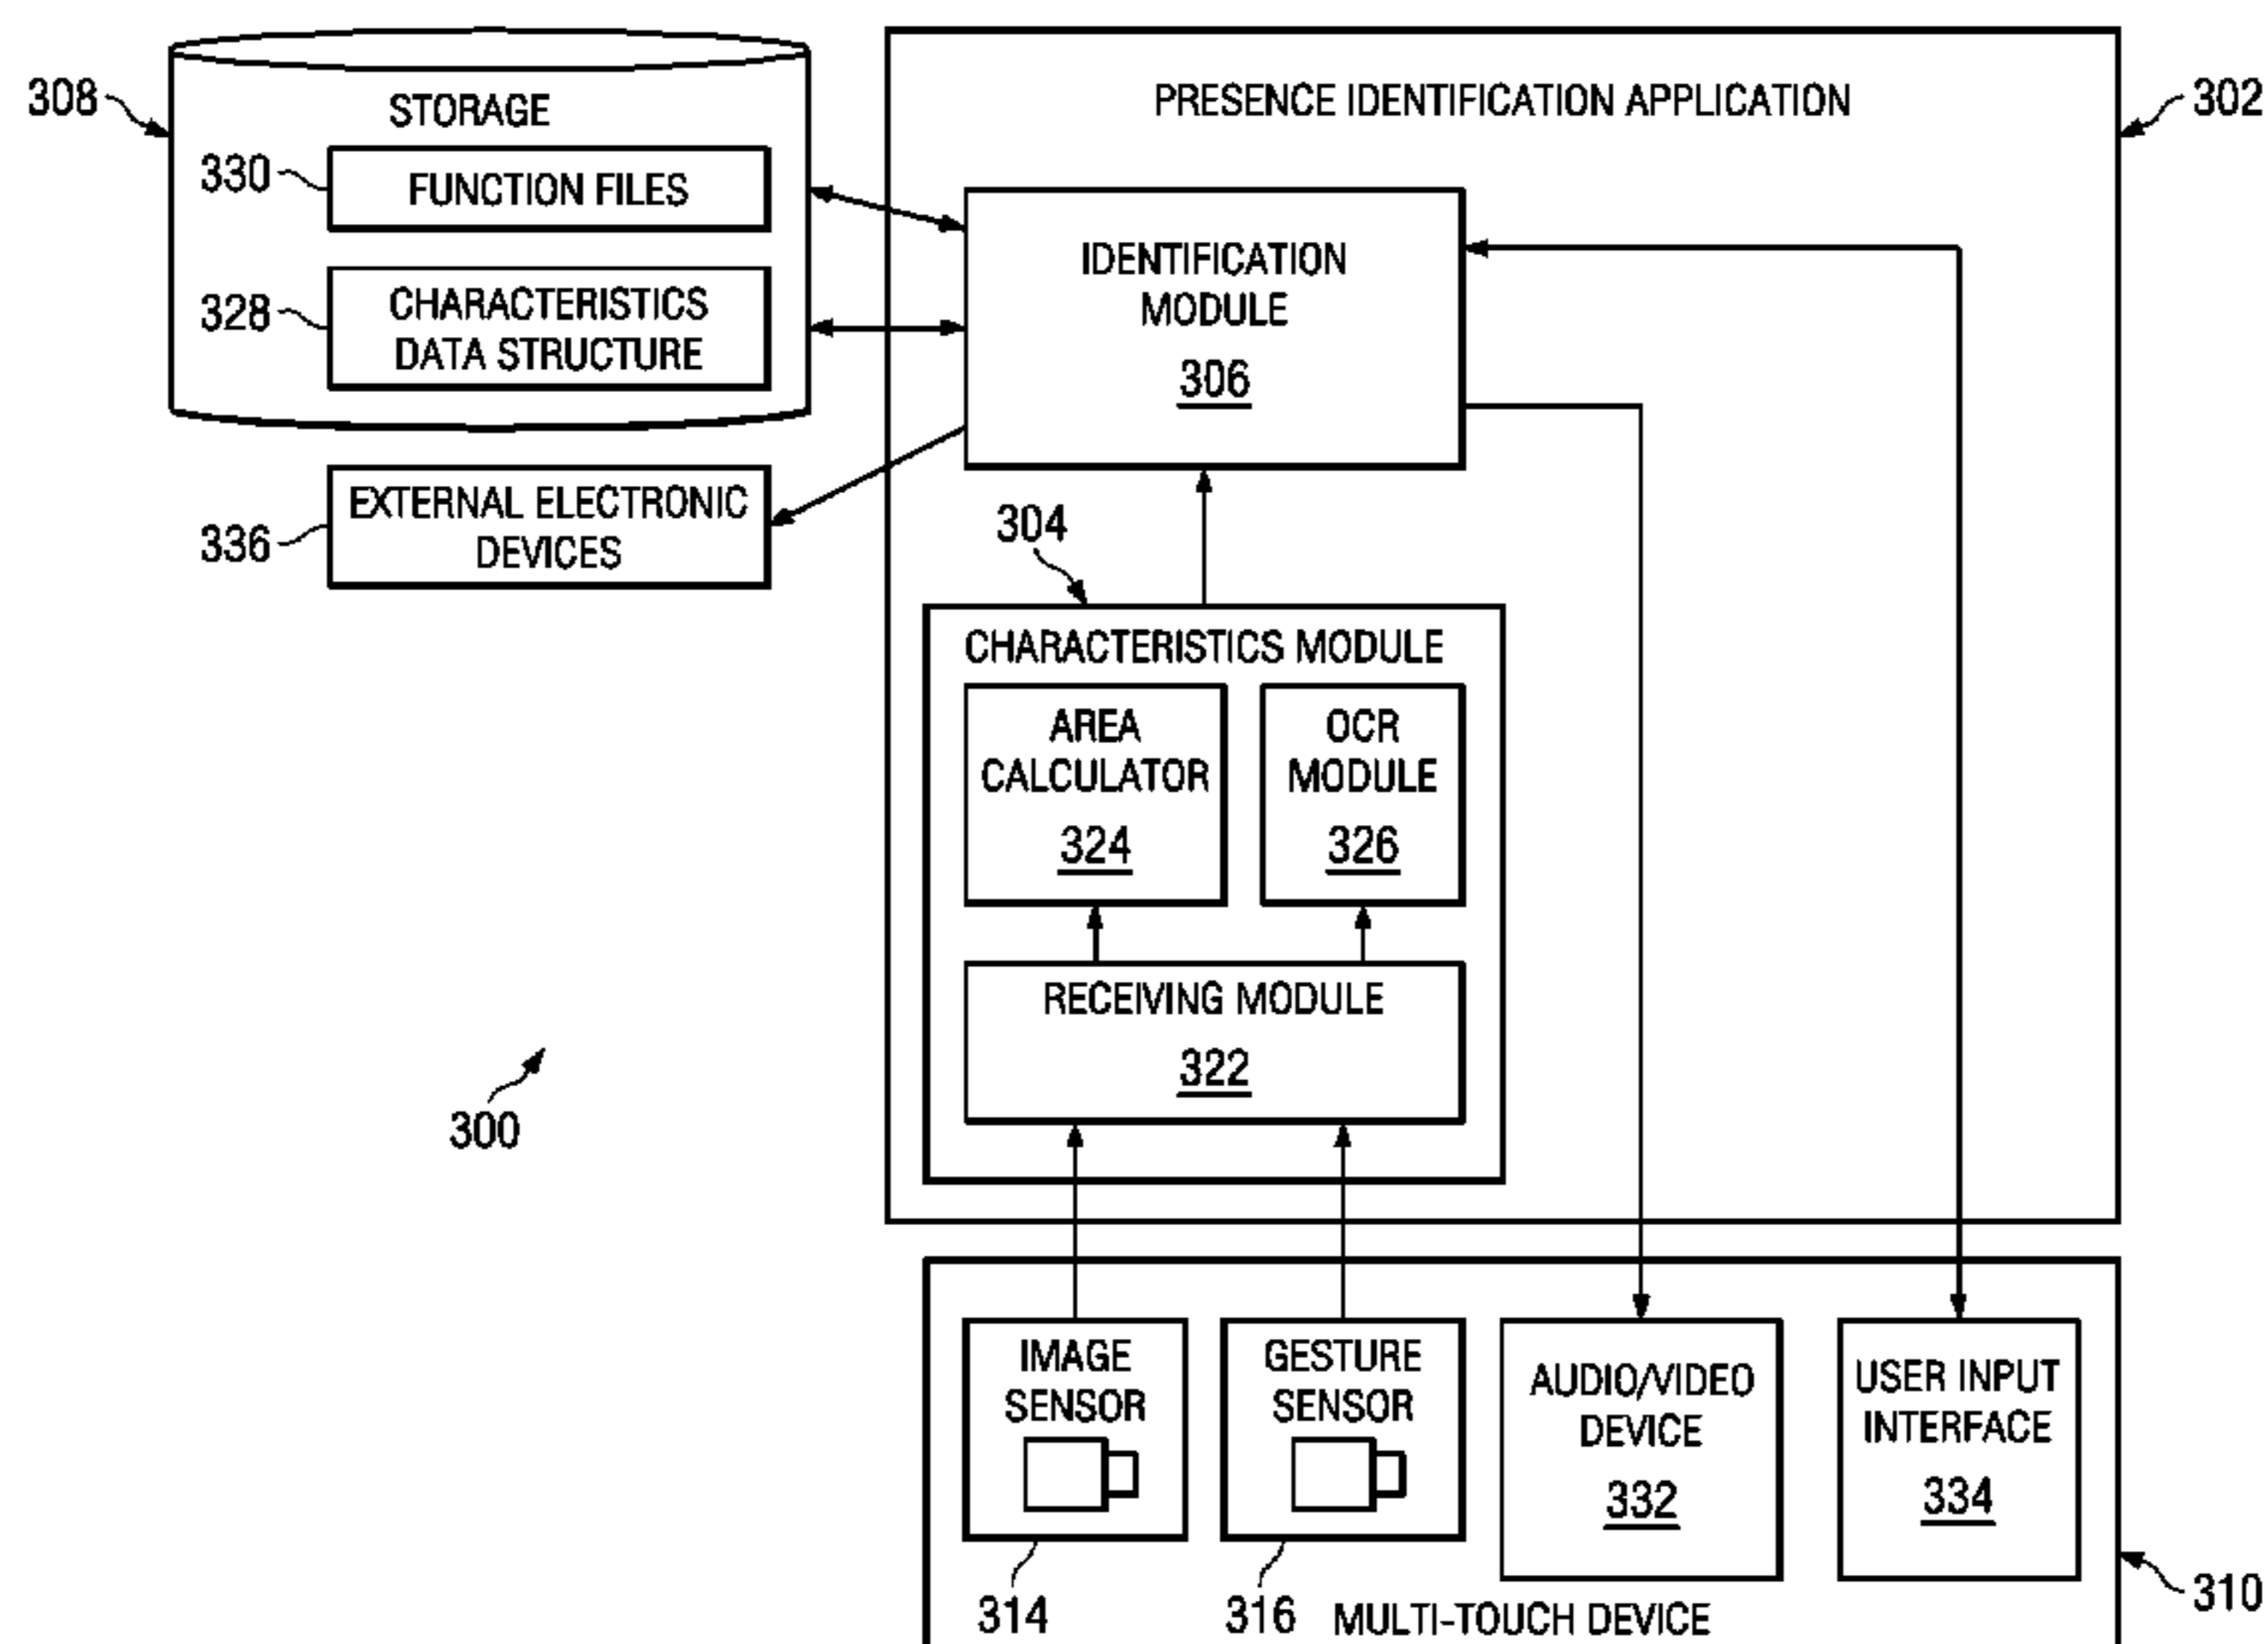 308
STORAGE
330
FUNCTION FILES
328
CHARACTERISTICS
DATA STRUCTURE
336
EXTERNAL ELECTRONIC
DEVICES
PRESENCE IDENTIFICATION APPLICATION
302
IDENTIFICATION
MODULE
306
304
CHARACTERISTICS MODULE
AREA
CALCULATOR
324
OCR
MODULE
326
RECEIVING MODULE
322
300
IMAGE
SENSOR
314
GESTURE
SENSOR
316
AUDIO/VIDEO
DEVICE
332
USER INPUT
INTERFACE
334
310
MULTI-TOUCH DEVICE